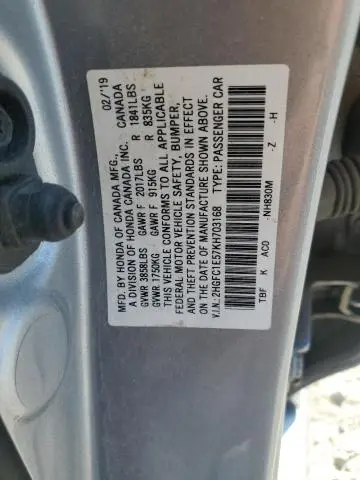 02/'19
MFD. BY HONDA OF CANADA MFG., CANADA
A DIVISION OF HONDA CANADA INC.
GVWR 3858LBS GAWR F 2017LBS R 1841LBS
GVWR 1750KG GAWR F 915KG R 835KG
THIS VEHICLE CONFORMS TO ALL APPLICABLE
FEDERAL MOTOR VEHICLE SAFETY, BUMPER,
AND THEFT PREVENTION STANDARDS IN EFFECT
ON THE DATE OF MANUFACTURE SHOWN ABOVE.
V.I.N.: 2HGFC1E57KH703168 TYPE: PASSENGER CAR
NH830M -Z -H
TBF K AC0